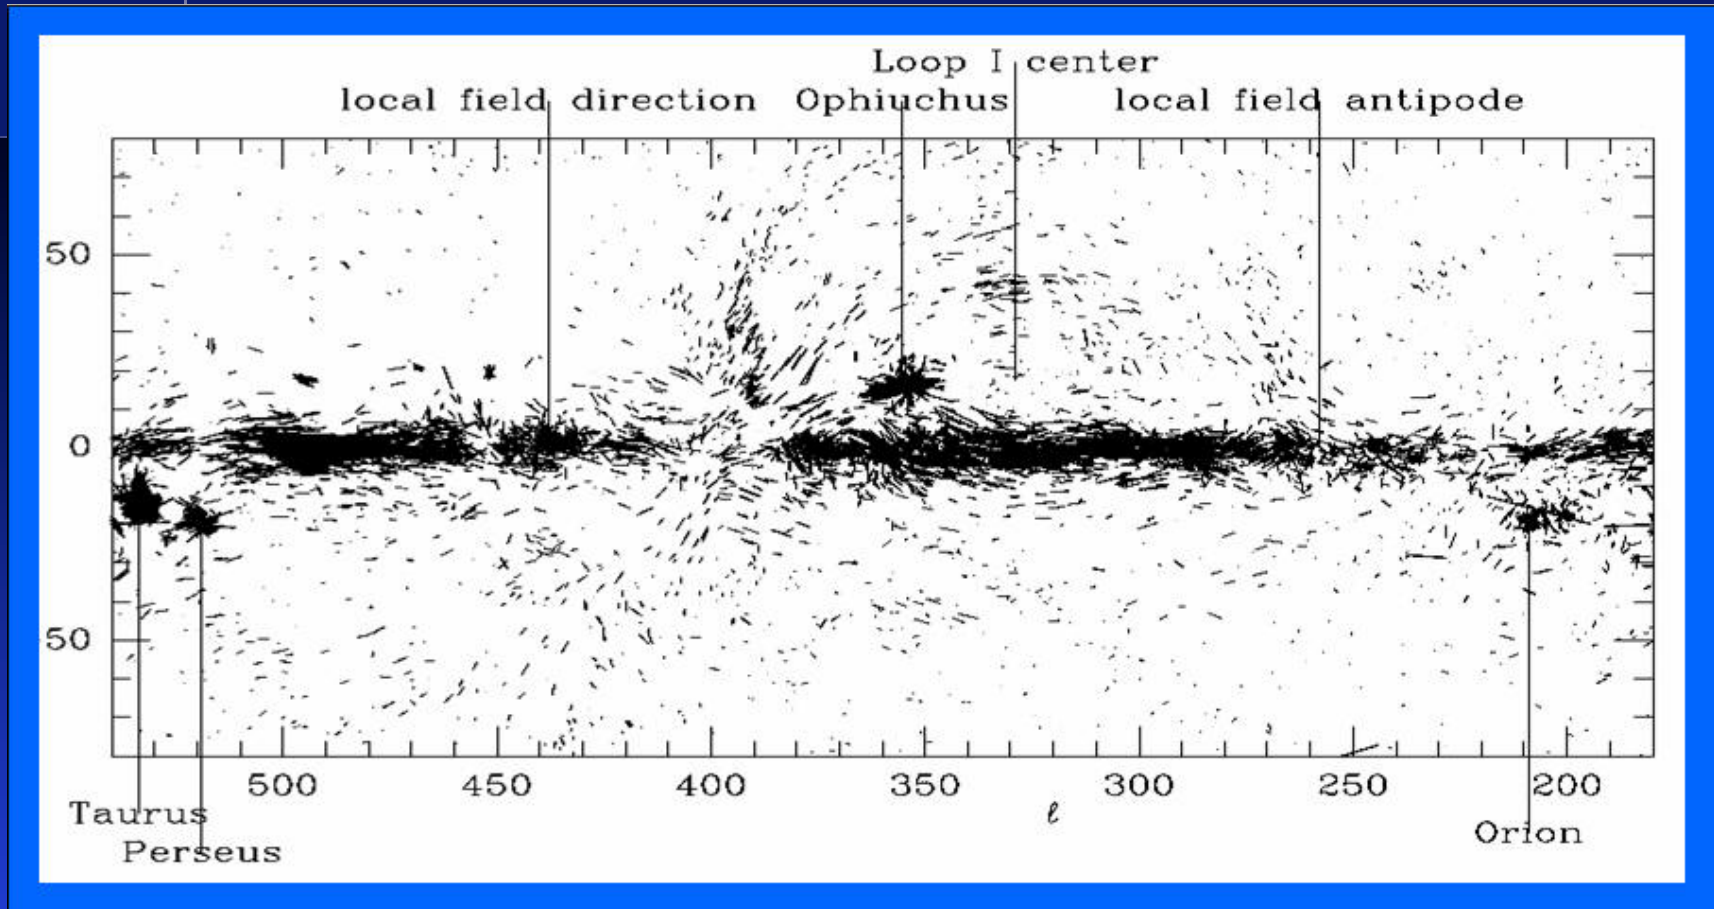 Loop I center
local field direction Ophiuchus local field antipode
50
0
-50
500 450 400 350 300 250 200
Taurus ℓ
Orion
Perseus